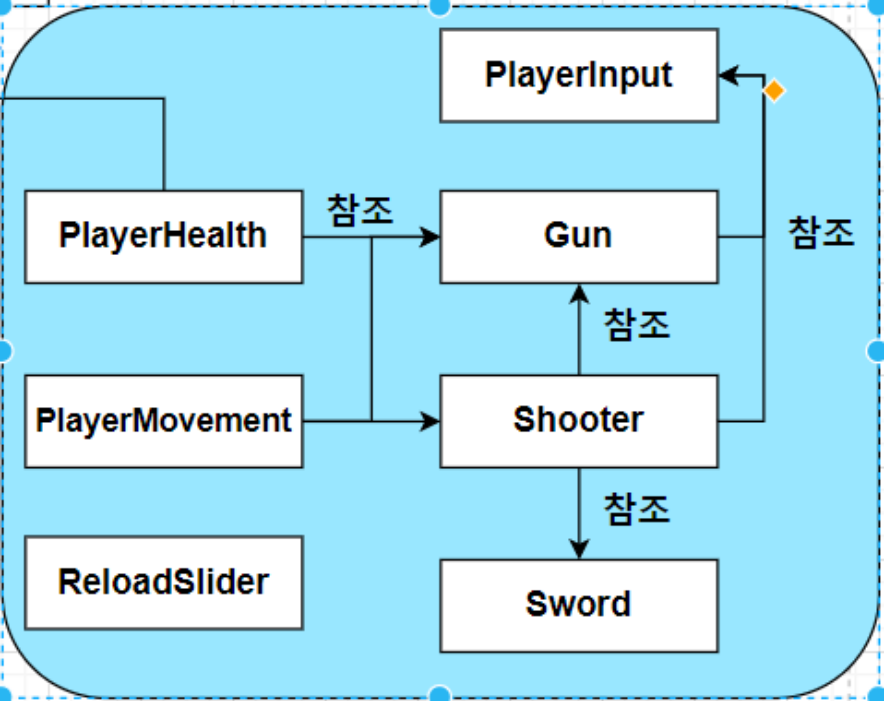 PlayerInput
참조
PlayerHealth
Gun
참조
참조
PlayerMovement
Shooter
참조
ReloadSlider
Sword